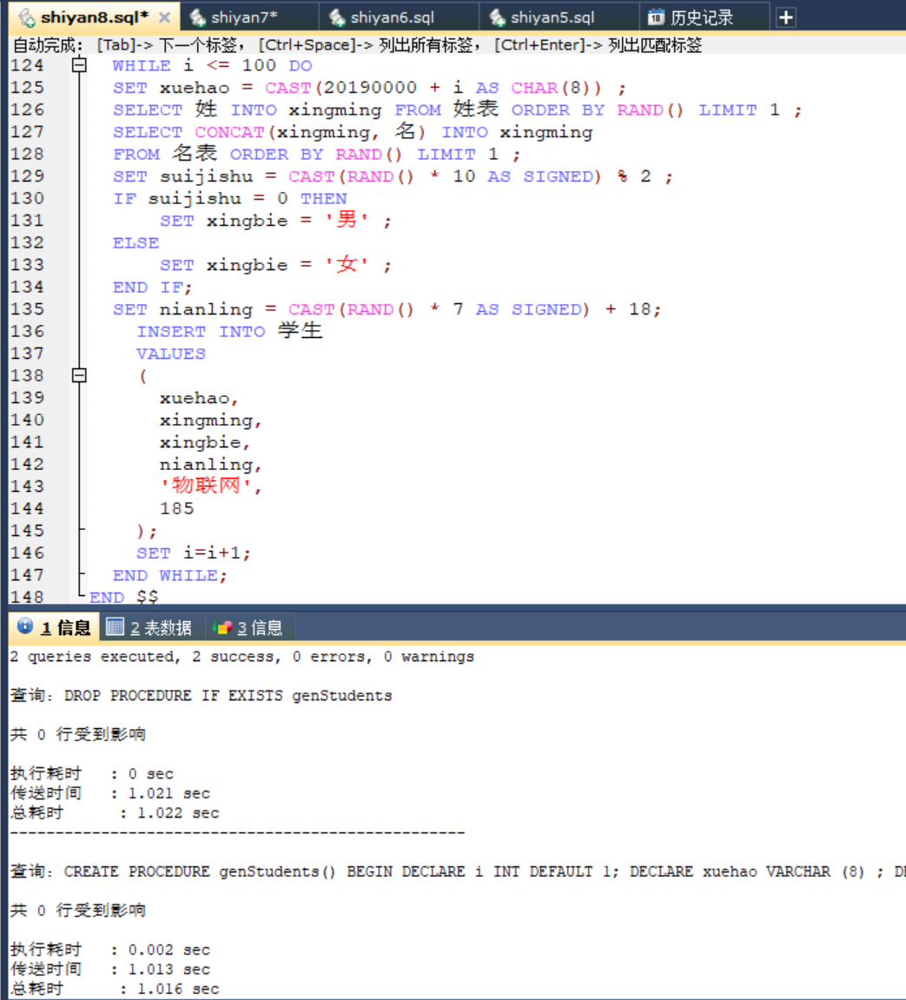 shiyan8.sql* shiyan7* shiyan6.sql shiyan5.sql 18 历史记录
自动完成: [Tab]-> 下一个标签， [Ctrl+Space]-> 列出所有标签， [Ctrl+Enter]-> 列出匹配标签
124 WHILE i <= 100 DO
125 SET xuehao = CAST(20190000 + i AS CHAR(8)) ;
126 SELECT 姓 INTO xingming FROM 姓表 ORDER BY RAND() LIMIT 1 ;
127 SELECT CONCAT(xingming, 名) INTO xingming
128 FROM 名表 ORDER BY RAND() LIMIT 1 ;
129 SET suijishu = CAST(RAND() * 10 AS SIGNED) % 2 ;
130 IF suijishu = 0 THEN
131 SET xingbie = '男' ;
132 ELSE
133 SET xingbie = '女' ;
134 END IF;
135 SET nianling = CAST(RAND() * 7 AS SIGNED) + 18;
136 INSERT INTO 学生
137 VALUES
138 (
139 xuehao,
140 xingming,
141 xingbie,
142 nianling,
143 '物联网',
144 185
145 );
146 SET i=i+1;
147 END WHILE;
148 END $$
1 信息 2 表数据 3 信息
2 queries executed, 2 success, 0 errors, 0 warnings
查询: DROP PROCEDURE IF EXISTS genStudents
共 0 行受到影响
执行耗时 : 0 sec
传送时间 : 1.021 sec
总耗时 : 1.022 sec
--------------------------------------------------
查询: CREATE PROCEDURE genStudents() BEGIN DECLARE i INT DEFAULT 1; DECLARE xuehao VARCHAR (8) ;
共 0 行受到影响
执行耗时 : 0.002 sec
传送时间 : 1.013 sec
总耗时 : 1.016 sec